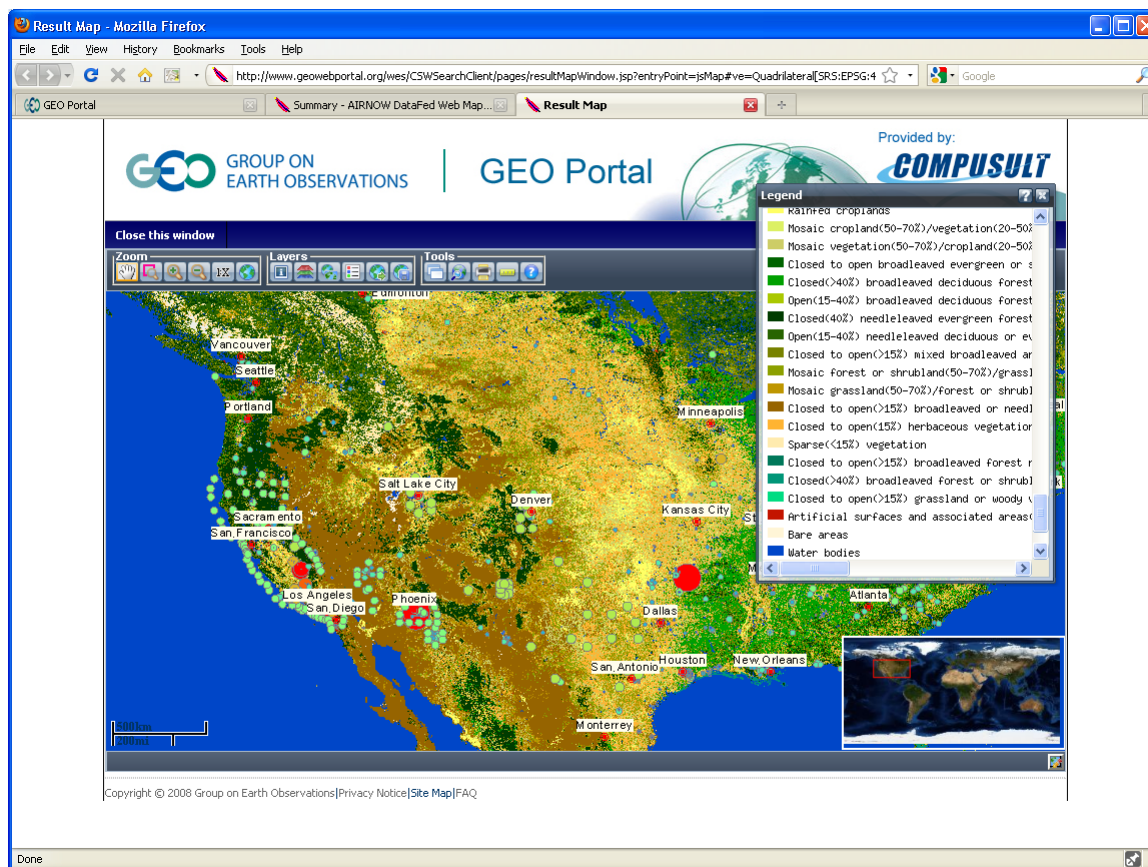 Result Map - Mozilla Firefox
File Edit View History Bookmarks Tools Help
http://www.geowebportal.org/wes/CSWSearchClient/pages/resultMapWindow.jsp?entryPoint=jsMap#ve=Quadrilateral[SRS:EPSG:4
Google
GEO Portal
Summary - AIRNOW DataFed Web Map...
Result Map
GEO
GROUP ON
EARTH OBSERVATIONS
GEO Portal
Provided by:
COMPUSULT
Close this window
Zoom
Layers
Tools
1X
Legend
Rainfed croplands
Mosaic cropland(50-70%)/vegetation(20-50%
Mosaic vegetation(50-70%)/cropland(20-50%
Closed to open broadleaved evergreen or s
Closed(>40%) broadleaved deciduous forest
Open(15-40%) broadleaved deciduous forest
Closed(40%) needleleaved evergreen forest
Open(15-40%) needleleaved deciduous or ev
Closed to open(>15%) mixed broadleaved an
Mosaic forest or shrubland(50-70%)/grassl
Mosaic grassland(50-70%)/forest or shrubl
Closed to open(>15%) broadleaved or needl
Closed to open(15%) herbaceous vegetation
Sparse(<15%) vegetation
Closed to open(>15%) broadleaved forest r
Closed(>40%) broadleaved forest or shrubl
Closed to open(>15%) grassland or woody v
Artificial surfaces and associated areas(
Bare areas
Water bodies
Edmonton
Vancouver
Seattle
Portland
Minneapolis
Salt Lake City
Denver
Kansas City
Sacramento
San Francisco
Los Angeles
San Diego
Phoenix
Dallas
Atlanta
San Antonio
Houston
New Orleans
Monterrey
500km
200mi
Copyright © 2008 Group on Earth Observations|Privacy Notice|Site Map|FAQ
Done